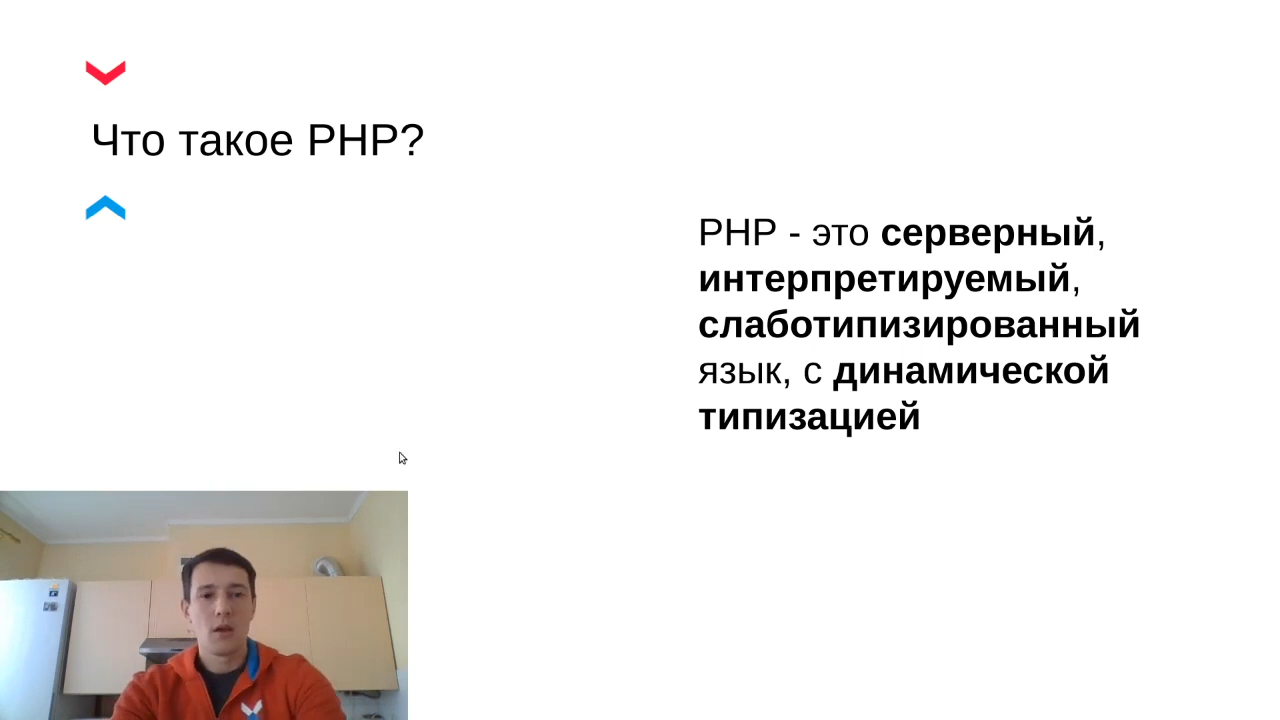 Что такое PHP?
PHP - это серверный,
интерпретируемый,
слаботипизированный
язык, с динамической
типизацией